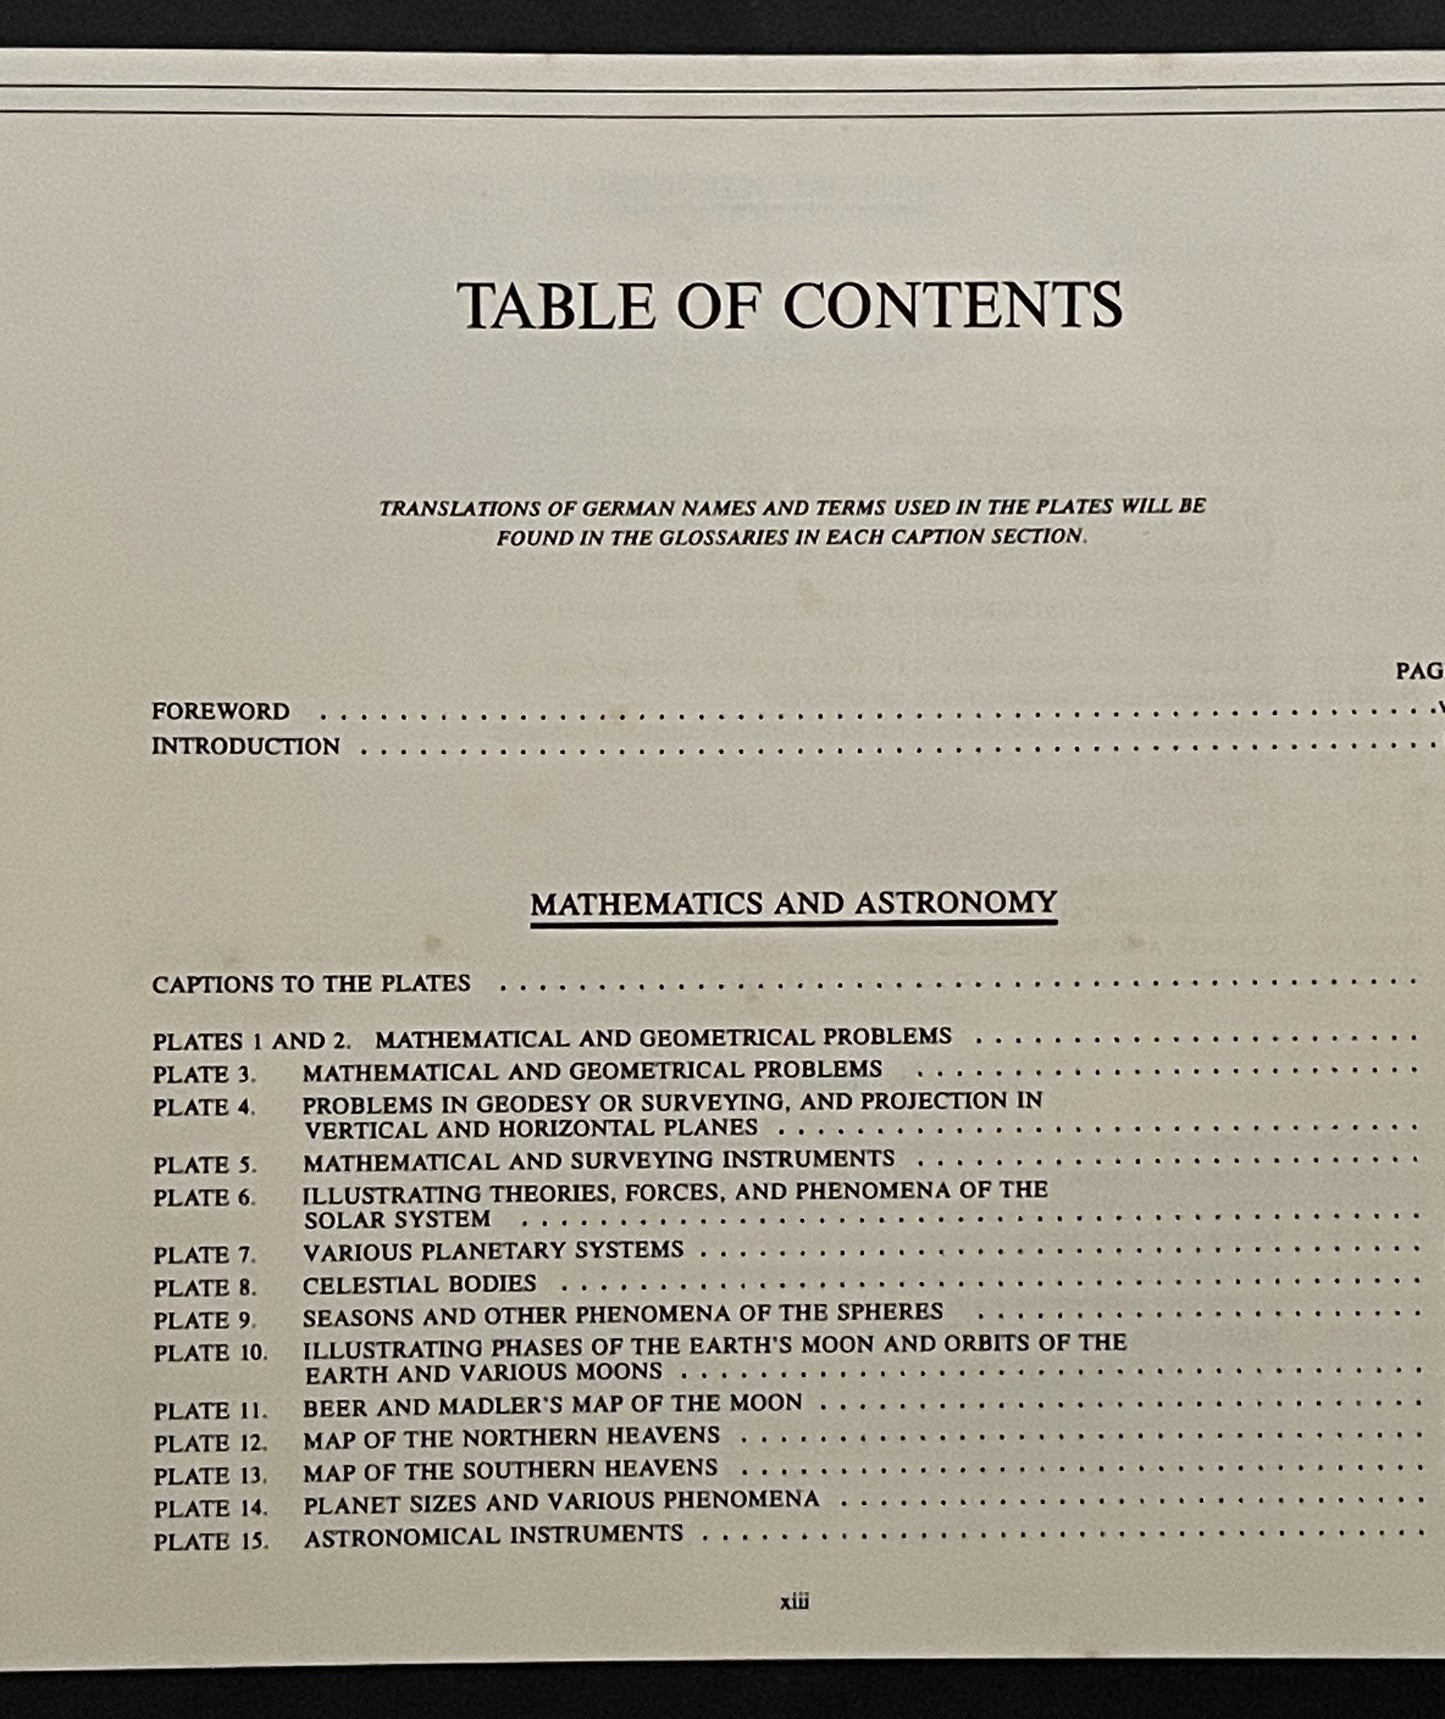 TABLE OF CONTENTS
TRANSLATIONS OF GERMAN NAMES AND TERMS USED IN THE PLATES WILL BE
FOUND IN THE GLOSSARIES IN EACH CAPTION SECTION.
PAG
FOREWORD . . . . . . . . . . . . . . . . . . . . . . . . . . . . . .
INTRODUCTION . . . . . . . . . . . . . . . . . . . . . . . . . . . . . .
MATHEMATICS AND ASTRONOMY
CAPTIONS TO THE PLATES . . . . . . . . . . . . . . . . . . . .
PLATES 1 AND 2. MATHEMATICAL AND GEOMETRICAL PROBLEMS . . . . . . . . . .
PLATE 3. MATHEMATICAL AND GEOMETRICAL PROBLEMS . . . . . . . . . .
PLATE 4. PROBLEMS IN GEODESY OR SURVEYING, AND PROJECTION IN
VERTICAL AND HORIZONTAL PLANES . . . . . . . . . .
PLATE 5. MATHEMATICAL AND SURVEYING INSTRUMENTS . . . . . . . . . .
PLATE 6. ILLUSTRATING THEORIES, FORCES, AND PHENOMENA OF THE
SOLAR SYSTEM . . . . . . . . . .
PLATE 7. VARIOUS PLANETARY SYSTEMS . . . . . . . . . .
PLATE 8. CELESTIAL BODIES . . . . . . . . . .
PLATE 9. SEASONS AND OTHER PHENOMENA OF THE SPHERES . . . . . . . . . .
PLATE 10. ILLUSTRATING PHASES OF THE EARTH'S MOON AND ORBITS OF THE
EARTH AND VARIOUS MOONS . . . . . . . . . .
PLATE 11. BEER AND MADLER'S MAP OF THE MOON . . . . . . . . . .
PLATE 12. MAP OF THE NORTHERN HEAVENS . . . . . . . . . .
PLATE 13. MAP OF THE SOUTHERN HEAVENS . . . . . . . . . .
PLATE 14. PLANET SIZES AND VARIOUS PHENOMENA . . . . . . . . . .
PLATE 15. ASTRONOMICAL INSTRUMENTS . . . . . . . . . .
xiii